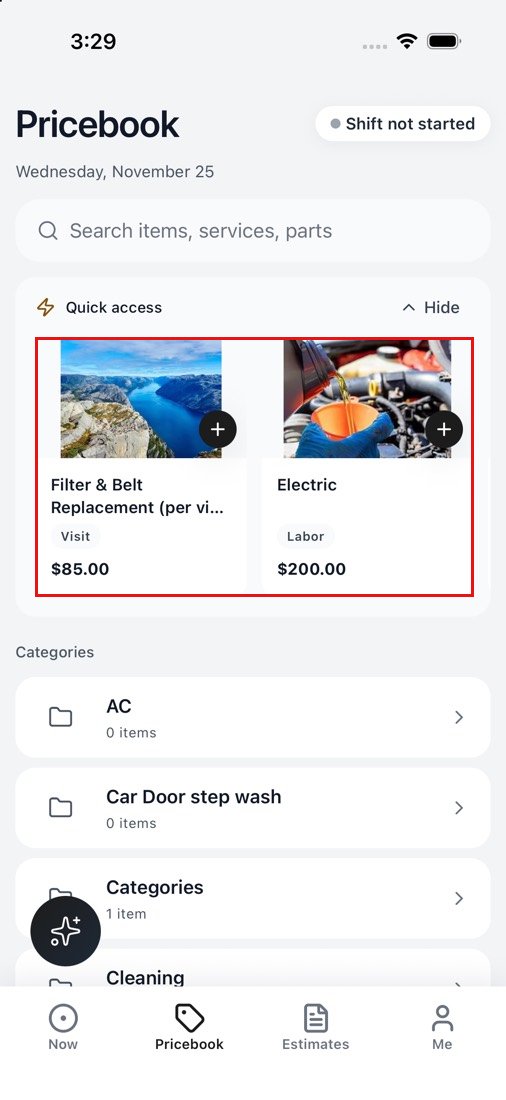 3:29
Pricebook
Shift not started
Wednesday, November 25
Search items, services, parts
Quick access
Hide
Filter & Belt
Replacement (per vi...
Visit
$85.00
Electric
Labor
$200.00
Categories
AC
0 items
Car Door step wash
0 items
Categories
1 item
Cleaning
Now
Pricebook
Estimates
Me